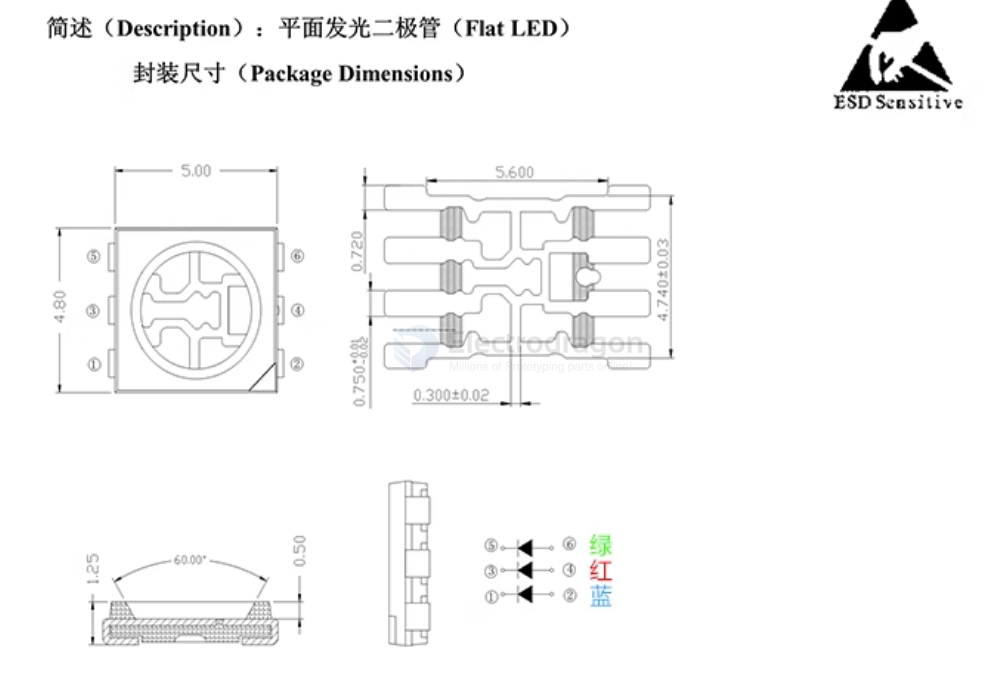 简述（Description）：平面发光二极管（Flat LED）
封装尺寸（Package Dimensions）
ESD Sensitive
5.00
4.80
⑤
⑥
③
④
①
②
5.600
0.720
4.740±0.03
0.750+0.01-0.02
0.300±0.02
Electrodragon
Millions of Prototyping parts online!
1.25
60.00°
0.50
⑤ ⑥ 绿
③ ④ 红
① ② 蓝